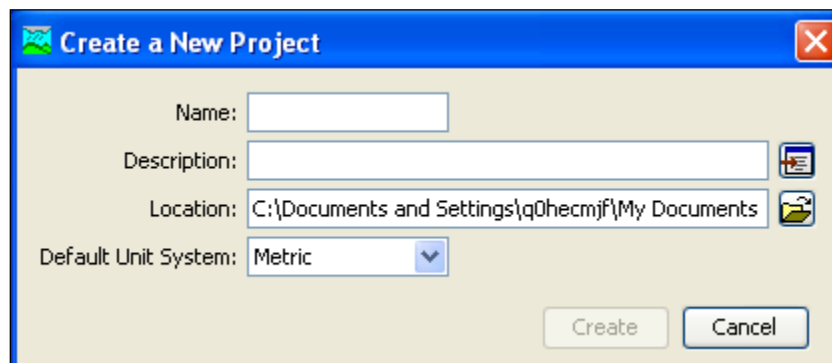 Create a New Project
Name:
Description:
Location: C:\Documents and Settings\q0hecmjf\My Documents
Default Unit System: Metric
Create Cancel